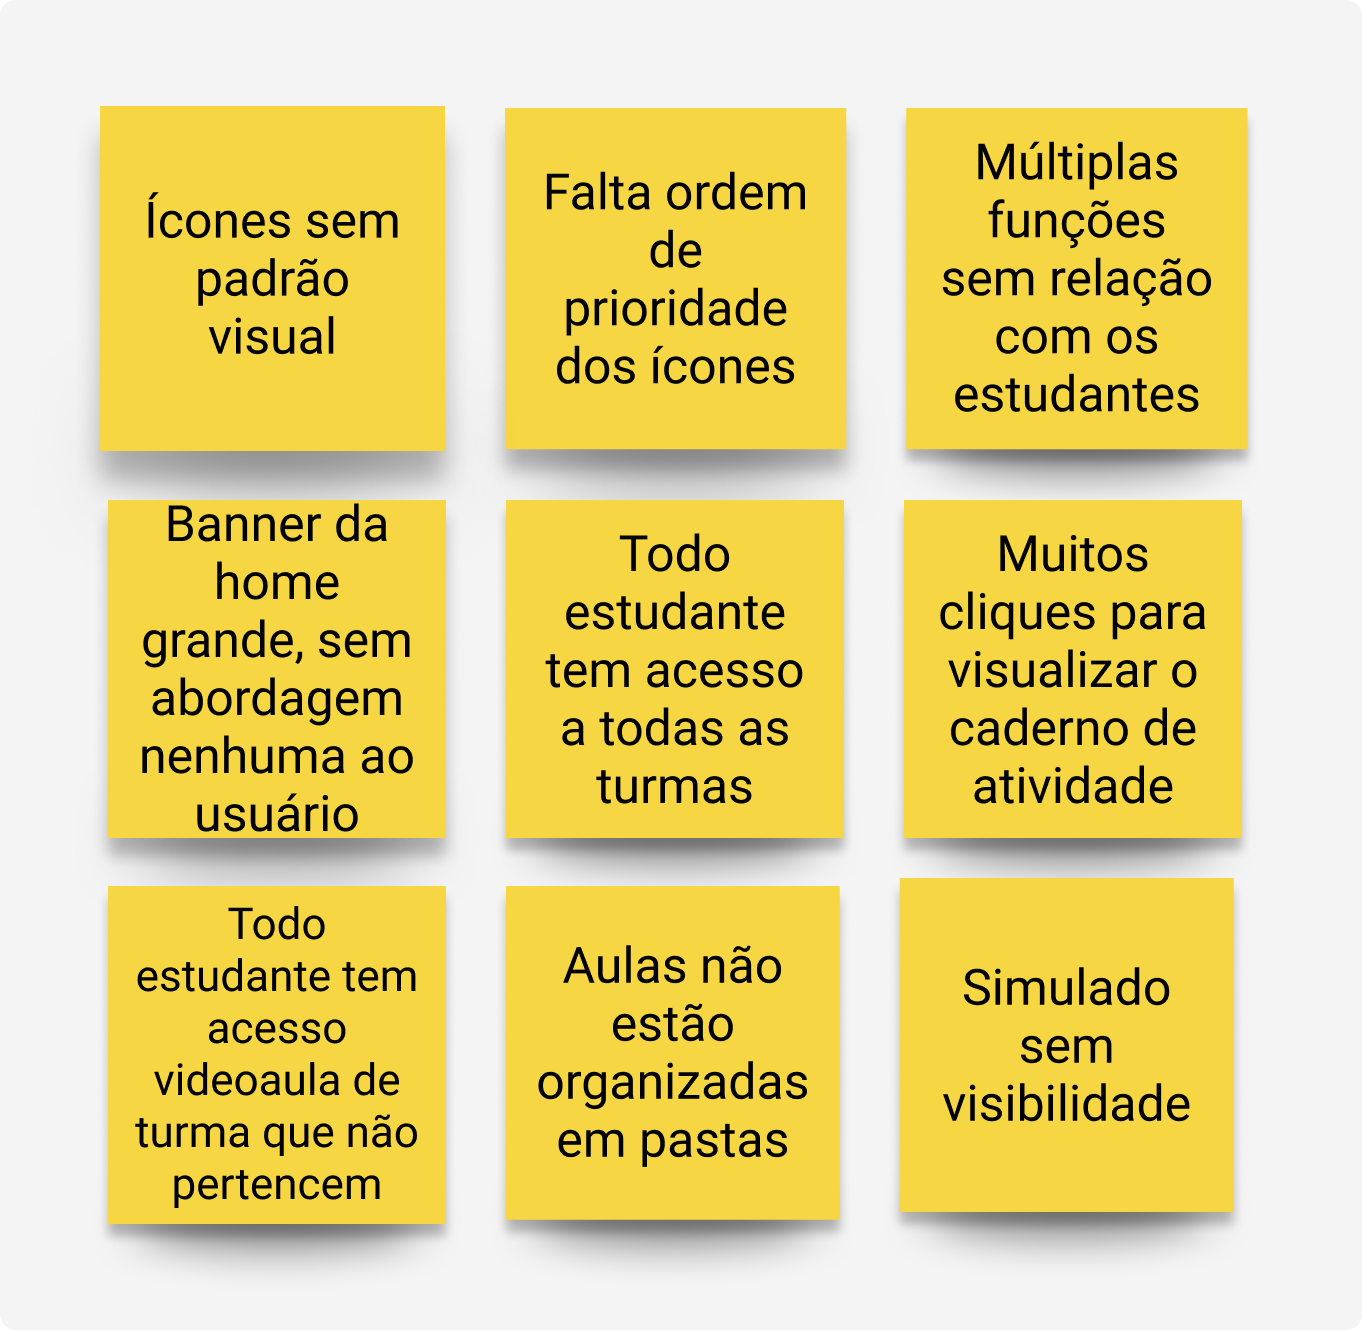 Ícones sem
padrão
visual
Falta ordem
de
prioridade
dos ícones
Múltiplas
funções
sem relação
com os
estudantes
Banner da
home
grande, sem
abordagem
nenhuma ao
usuário
Todo
estudante
tem acesso
a todas as
turmas
Muitos
cliques para
visualizar o
caderno de
atividade
Todo
estudante tem
acesso
videoaula de
turma que não
pertencem
Aulas não
estão
organizadas
em pastas
Simulado
sem
visibilidade